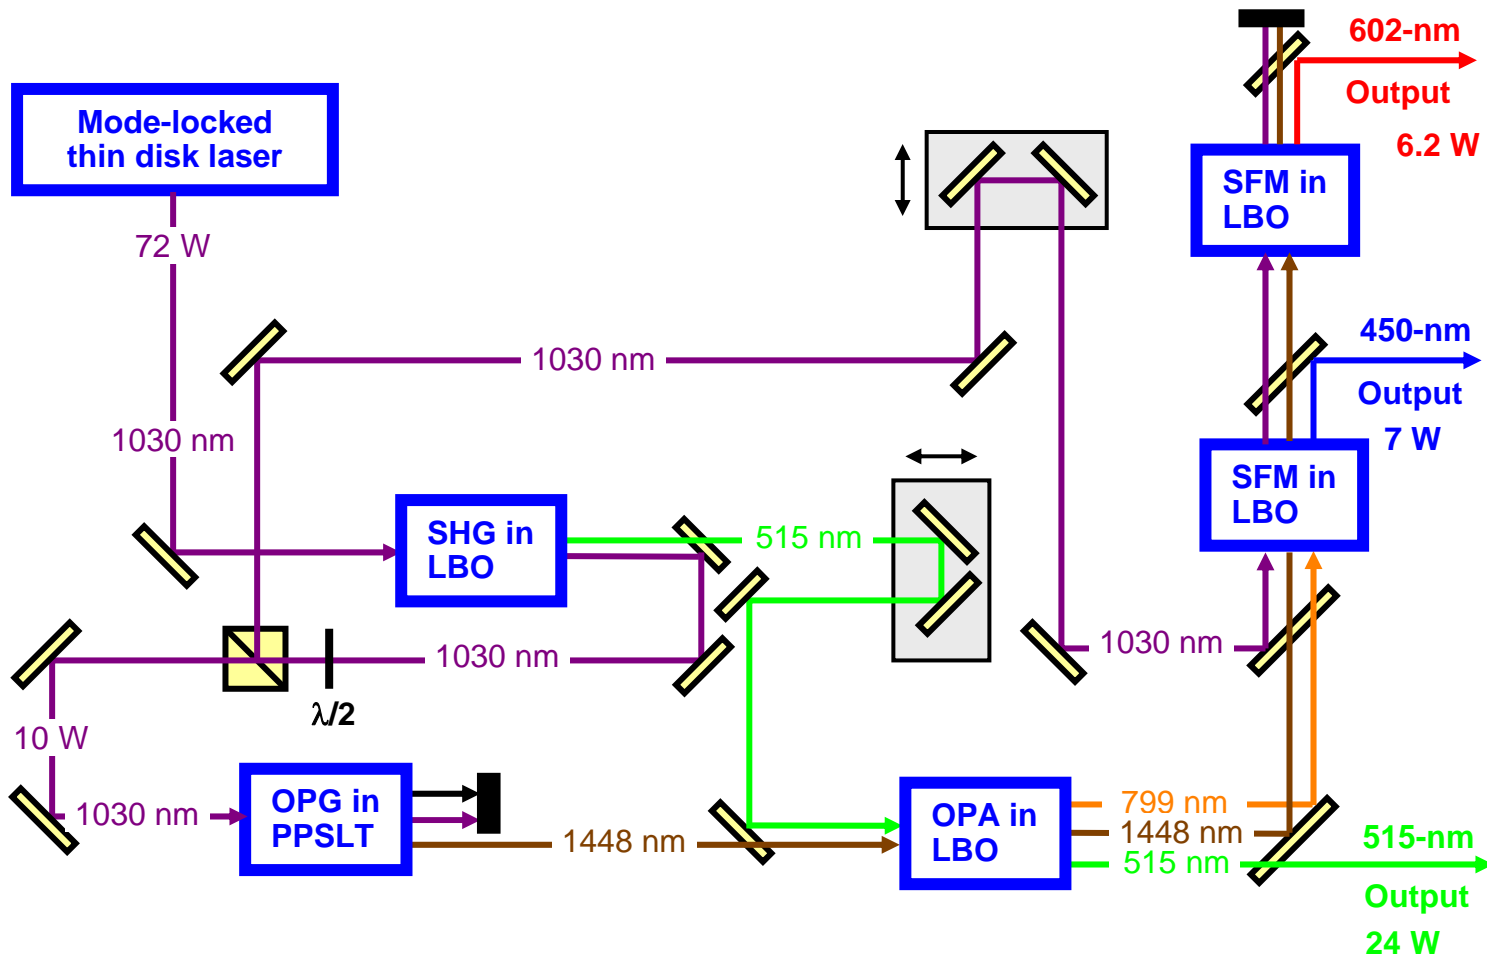 602-nm
Output
6.2 W
Mode-locked
thin disk laser
SFM in
LBO
72 W
450-nm
Output
7 W
1030 nm
1030 nm
SFM in
LBO
SHG in
LBO
515 nm
1030 nm
1030 nm
λ/2
10 W
OPG in
PPSLT
1030 nm
1448 nm
OPA in
LBO
799 nm
1448 nm
515 nm
515-nm
Output
24 W